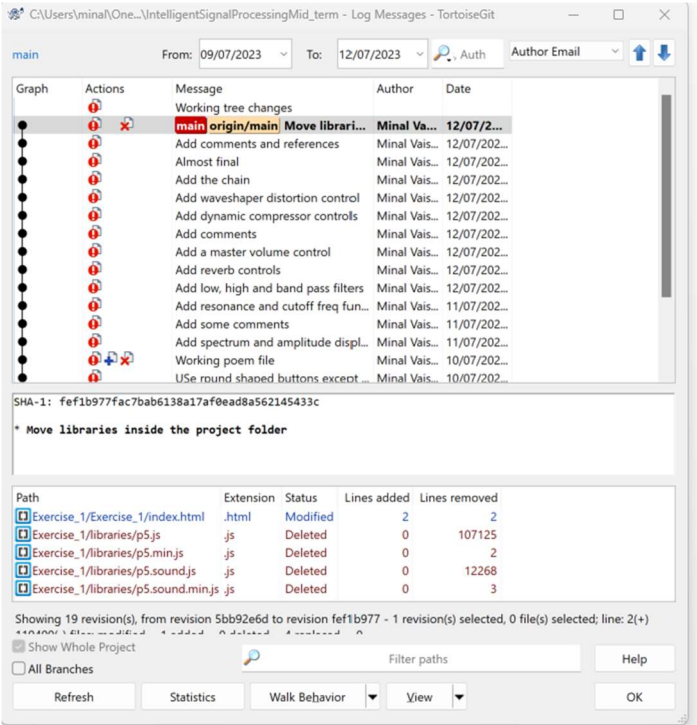 C:\Users\minal\One...\IntelligentSignalProcessingMid_term - Log Messages - TortoiseGit
main From: 09/07/2023 To: 12/07/2023 Auth Author Email
Graph Actions Message Author Date
Working tree changes
main origin/main Move librari... Minal Va... 12/07/2...
Add comments and references Minal Vais... 12/07/202...
Almost final Minal Vais... 12/07/202...
Add the chain Minal Vais... 12/07/202...
Add waveshaper distortion control Minal Vais... 12/07/202...
Add dynamic compressor controls Minal Vais... 12/07/202...
Add comments Minal Vais... 12/07/202...
Add a master volume control Minal Vais... 12/07/202...
Add reverb controls Minal Vais... 12/07/202...
Add low, high and band pass filters Minal Vais... 12/07/202...
Add resonance and cutoff freq fun... Minal Vais... 11/07/202...
Add some comments Minal Vais... 11/07/202...
Add spectrum and amplitude displ... Minal Vais... 11/07/202...
Working poem file Minal Vais... 10/07/202...
USe round shaped buttons except ... Minal Vais... 10/07/202...
SHA-1: fef1b977fac7bab6138a17af0ead8a562145433c
* Move libraries inside the project folder
Path Extension Status Lines added Lines removed
Exercise_1/Exercise_1/index.html .html Modified 2 2
Exercise_1/libraries/p5.js .js Deleted 0 107125
Exercise_1/libraries/p5.min.js .js Deleted 0 2
Exercise_1/libraries/p5.sound.js .js Deleted 0 12268
Exercise_1/libraries/p5.sound.min.js .js Deleted 0 3
Showing 19 revision(s), from revision 5bb92e6d to revision fef1b977 - 1 revision(s) selected, 0 file(s) selected; line: 2(+)
Show Whole Project
All Branches
Filter paths
Help
Refresh Statistics Walk Behavior View OK